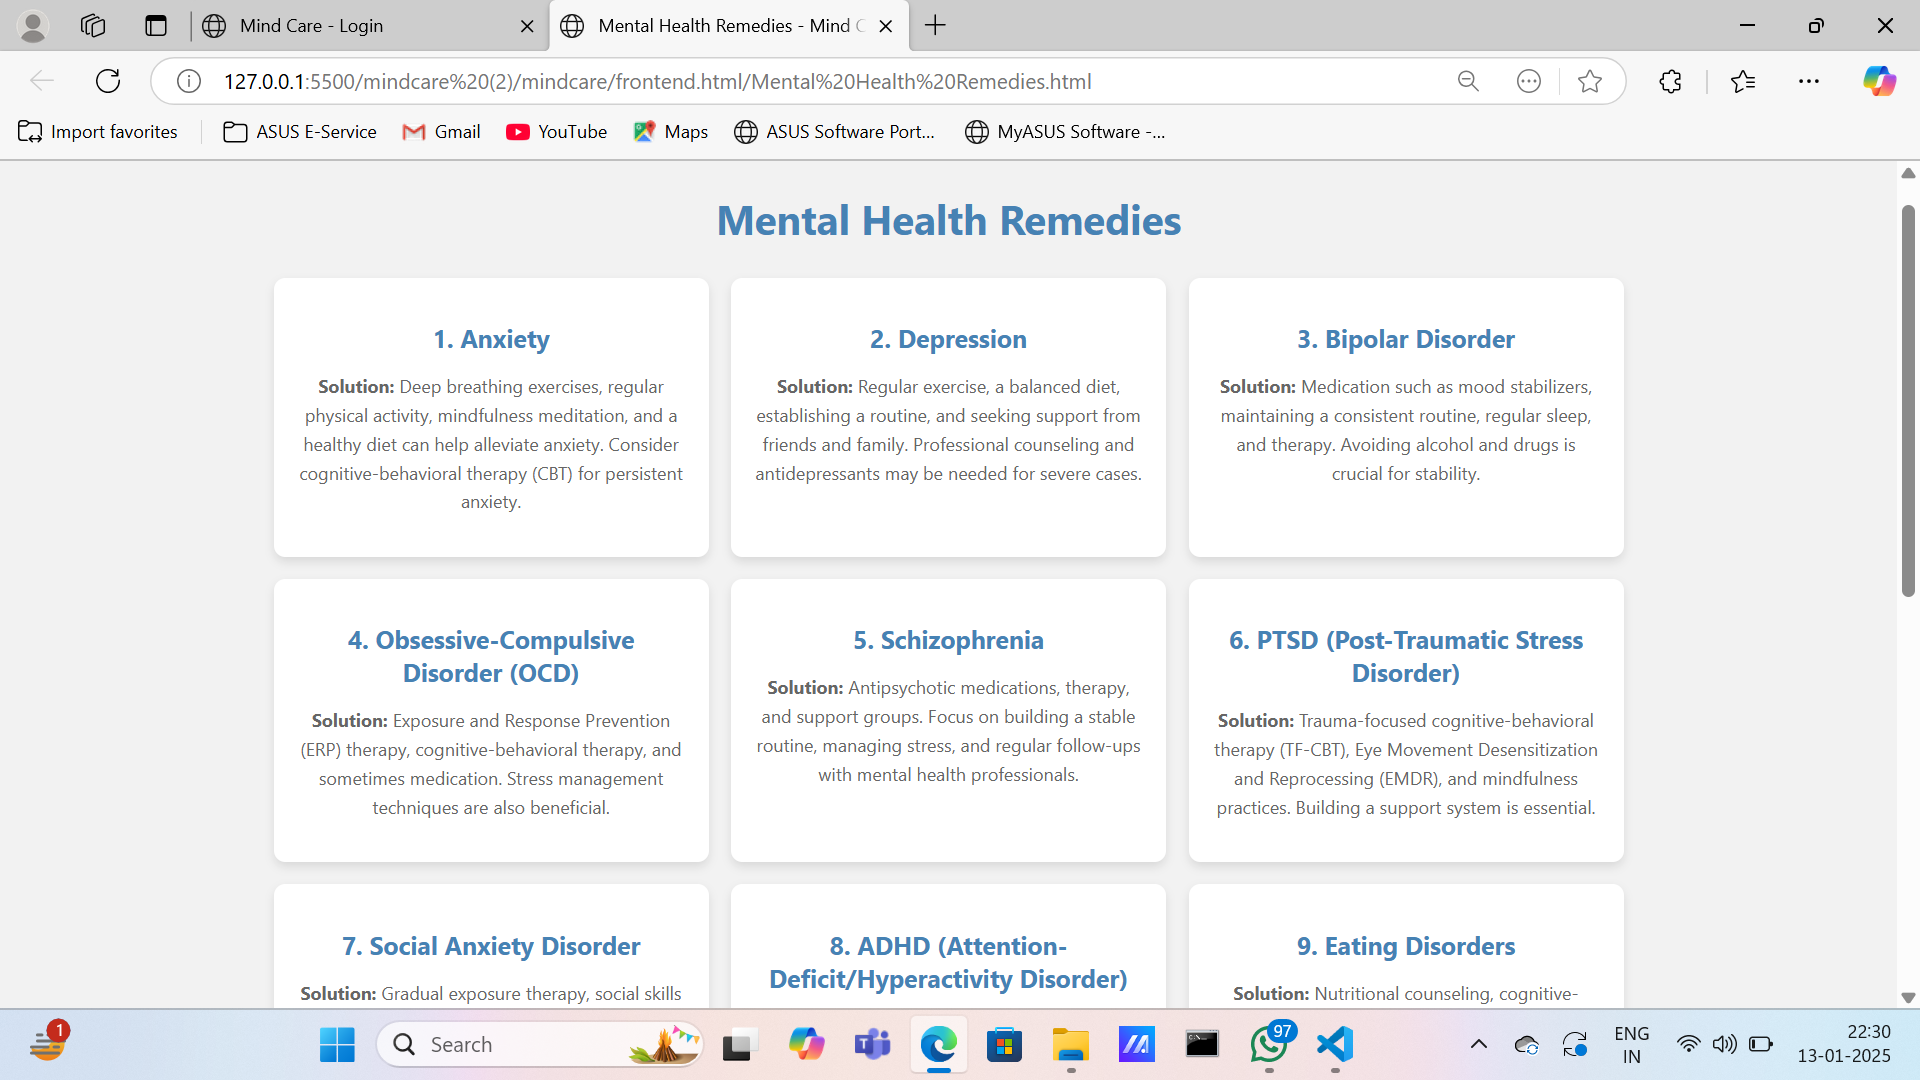 Mind Care - Login
Mental Health Remedies - Mind C
127.0.0.1:5500/mindcare%20(2)/mindcare/frontend.html/Mental%20Health%20Remedies.html
Import favorites
ASUS E-Service
Gmail
YouTube
Maps
ASUS Software Port...
MyASUS Software -...
Mental Health Remedies
1. Anxiety
Solution: Deep breathing exercises, regular
physical activity, mindfulness meditation, and a
healthy diet can help alleviate anxiety. Consider
cognitive-behavioral therapy (CBT) for persistent
anxiety.
2. Depression
Solution: Regular exercise, a balanced diet,
establishing a routine, and seeking support from
friends and family. Professional counseling and
antidepressants may be needed for severe cases.
3. Bipolar Disorder
Solution: Medication such as mood stabilizers,
maintaining a consistent routine, regular sleep,
and therapy. Avoiding alcohol and drugs is
crucial for stability.
4. Obsessive-Compulsive
Disorder (OCD)
Solution: Exposure and Response Prevention
(ERP) therapy, cognitive-behavioral therapy, and
sometimes medication. Stress management
techniques are also beneficial.
5. Schizophrenia
Solution: Antipsychotic medications, therapy,
and support groups. Focus on building a stable
routine, managing stress, and regular follow-ups
with mental health professionals.
6. PTSD (Post-Traumatic Stress
Disorder)
Solution: Trauma-focused cognitive-behavioral
therapy (TF-CBT), Eye Movement Desensitization
and Reprocessing (EMDR), and mindfulness
practices. Building a support system is essential.
7. Social Anxiety Disorder
Solution: Gradual exposure therapy, social skills
8. ADHD (Attention-
Deficit/Hyperactivity Disorder)
9. Eating Disorders
Solution: Nutritional counseling, cognitive-
1
Search
97
ENG
IN
22:30
13-01-2025